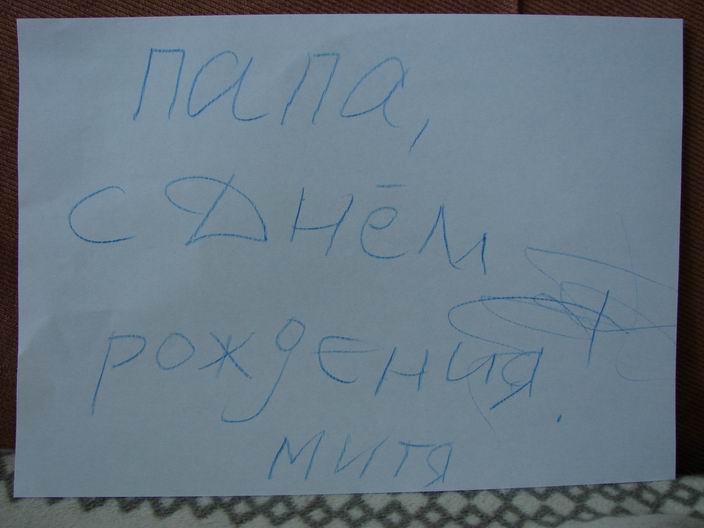 папа,
с Днём
рождения!
митя